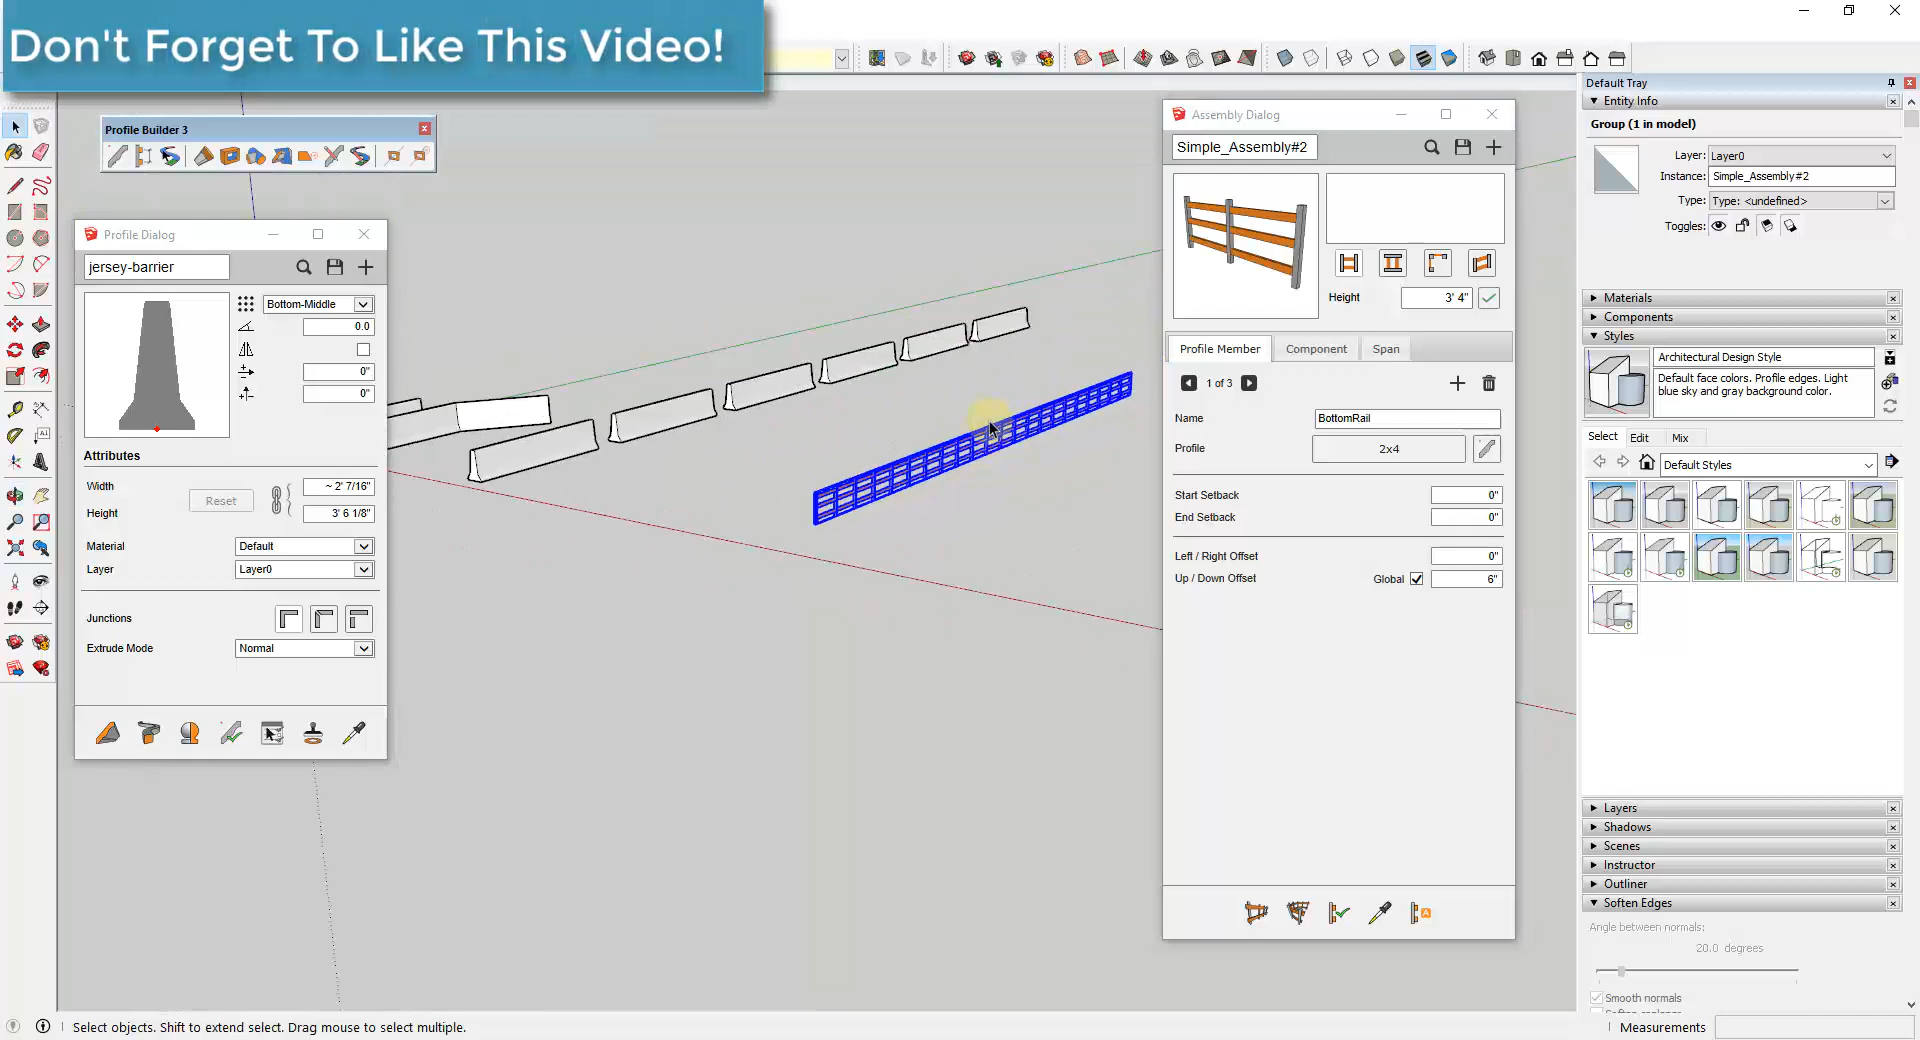 Don't Forget To Like This Video!
Default Tray
Entity Info
Group (1 in model)
Layer: Layer0
Instance: Simple_Assembly#2
Type: Type: <undefined>
Toggles:
Profile Builder 3
Profile Dialog
jersey-barrier
Bottom-Middle
0.0
0"
0"
Attributes
Width ~ 2' 7/16"
Reset
Height 3' 6 1/8"
Material Default
Layer Layer0
Junctions
Extrude Mode Normal
Assembly Dialog
Simple_Assembly#2
Height 3' 4"
Profile Member Component Span
1 of 3
Name BottomRail
Profile 2x4
Start Setback 0"
End Setback 0"
Left / Right Offset 0"
Up / Down Offset Global 6"
Materials
Components
Styles
Architectural Design Style
Default face colors. Profile edges. Light
blue sky and gray background color.
Select Edit Mix
Default Styles
Layers
Shadows
Scenes
Instructor
Outliner
Soften Edges
Angle between normals:
20.0 degrees
Smooth normals
Select objects. Shift to extend select. Drag mouse to select multiple.
Measurements